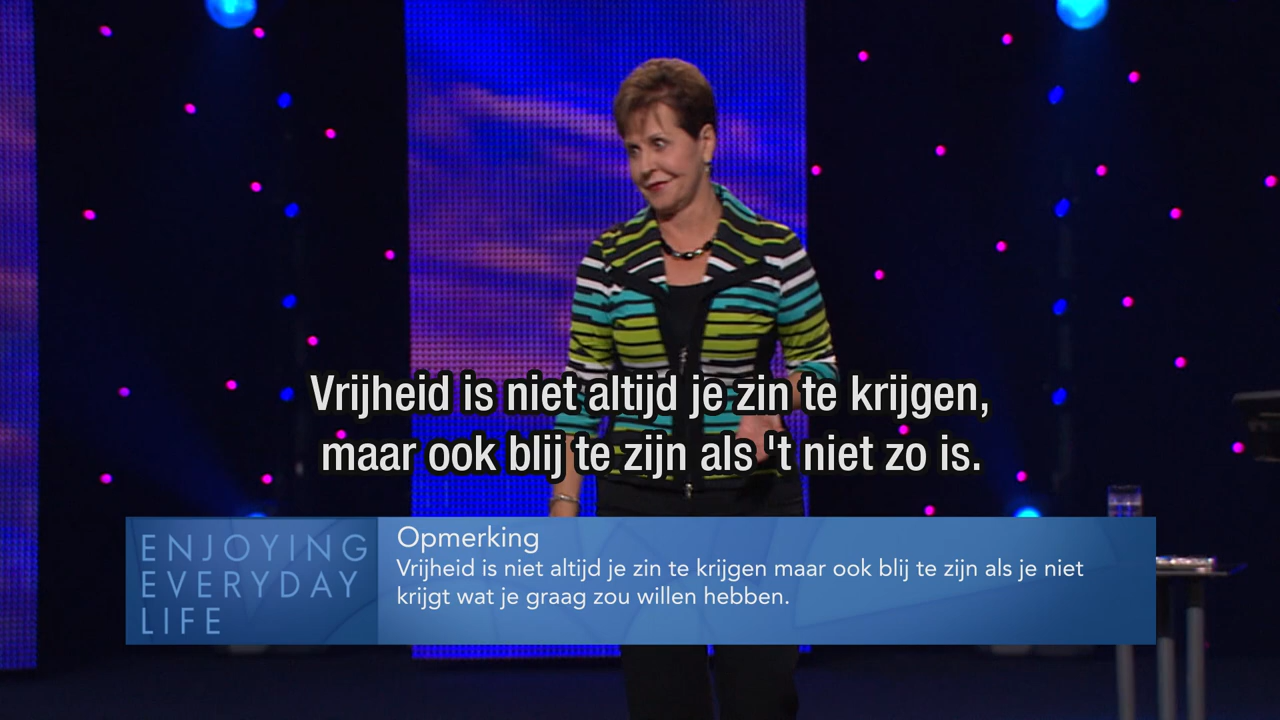 Vrijheid is niet altijd je zin te krijgen,
maar ook blij te zijn als 't niet zo is.
ENJOYING
EVERYDAY
LIFE
Opmerking
Vrijheid is niet altijd je zin te krijgen maar ook blij te zijn als je niet
krijgt wat je graag zou willen hebben.